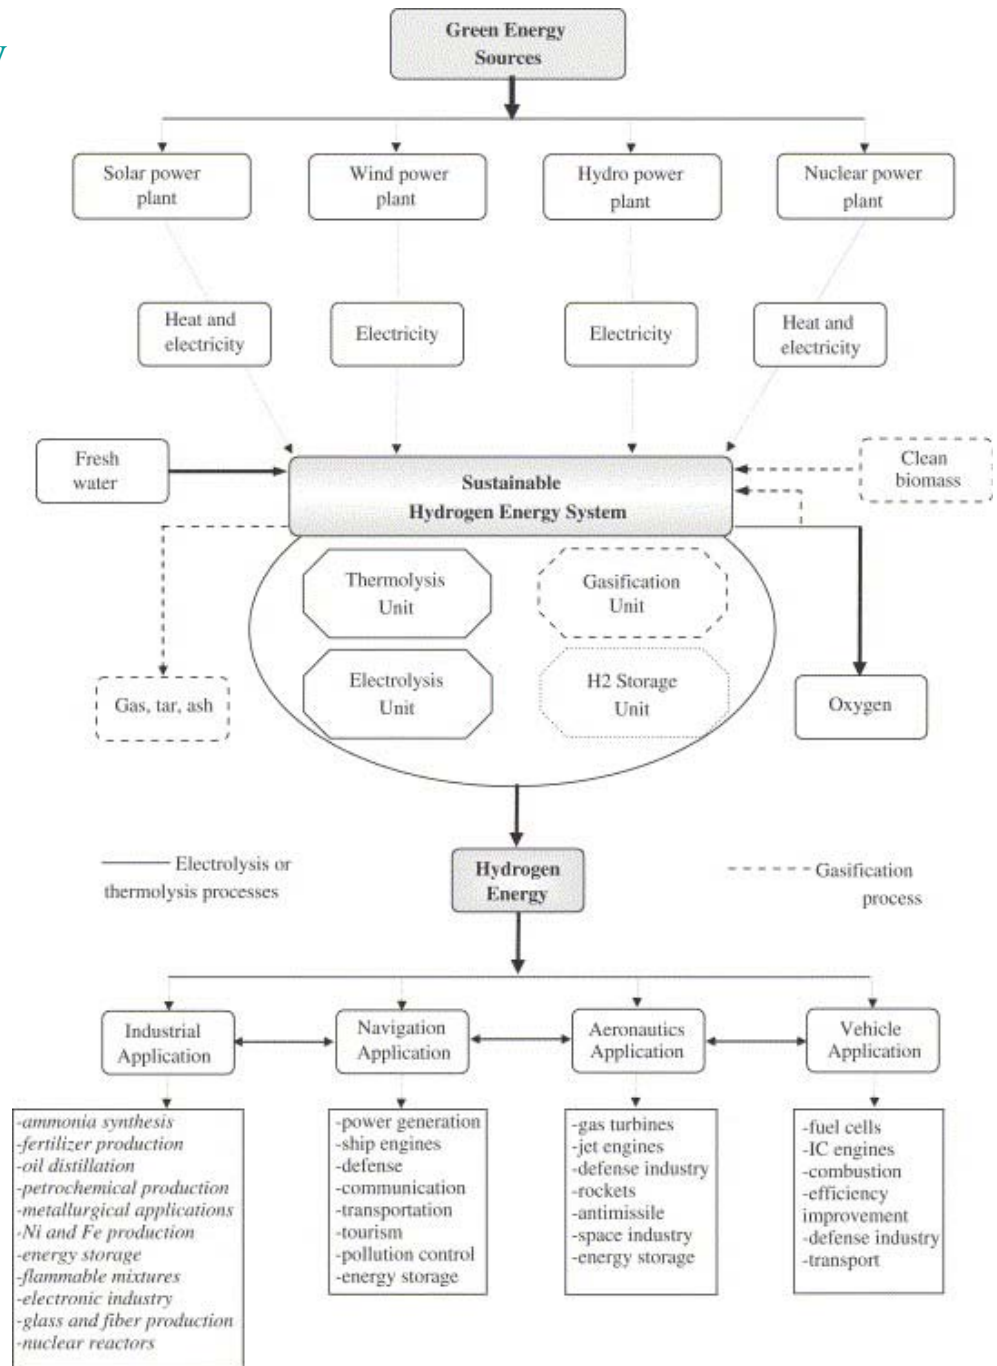 y
Green Energy
Sources
Solar power
plant
Wind power
plant
Hydro power
plant
Nuclear power
plant
Heat and
electricity
Electricity
Electricity
Heat and
electricity
Fresh
water
Sustainable
Hydrogen Energy System
Clean
biomass
Thermolysis
Unit
Gasification
Unit
Electrolysis
Unit
H2 Storage
Unit
Gas, tar, ash
Oxygen
Electrolysis or
thermolysis processes
Hydrogen
Energy
Gasification
process
Industrial
Application
Navigation
Application
Aeronautics
Application
Vehicle
Application
-ammonia synthesis
-fertilizer production
-oil distillation
-petrochemical production
-metallurgical applications
-Ni and Fe production
-energy storage
-flammable mixtures
-electronic industry
-glass and fiber production
-nuclear reactors
-power generation
-ship engines
-defense
-communication
-transportation
-tourism
-pollution control
-energy storage
-gas turbines
-jet engines
-defense industry
-rockets
-antimissile
-space industry
-energy storage
-fuel cells
-IC engines
-combustion
-efficiency
improvement
-defense industry
-transport